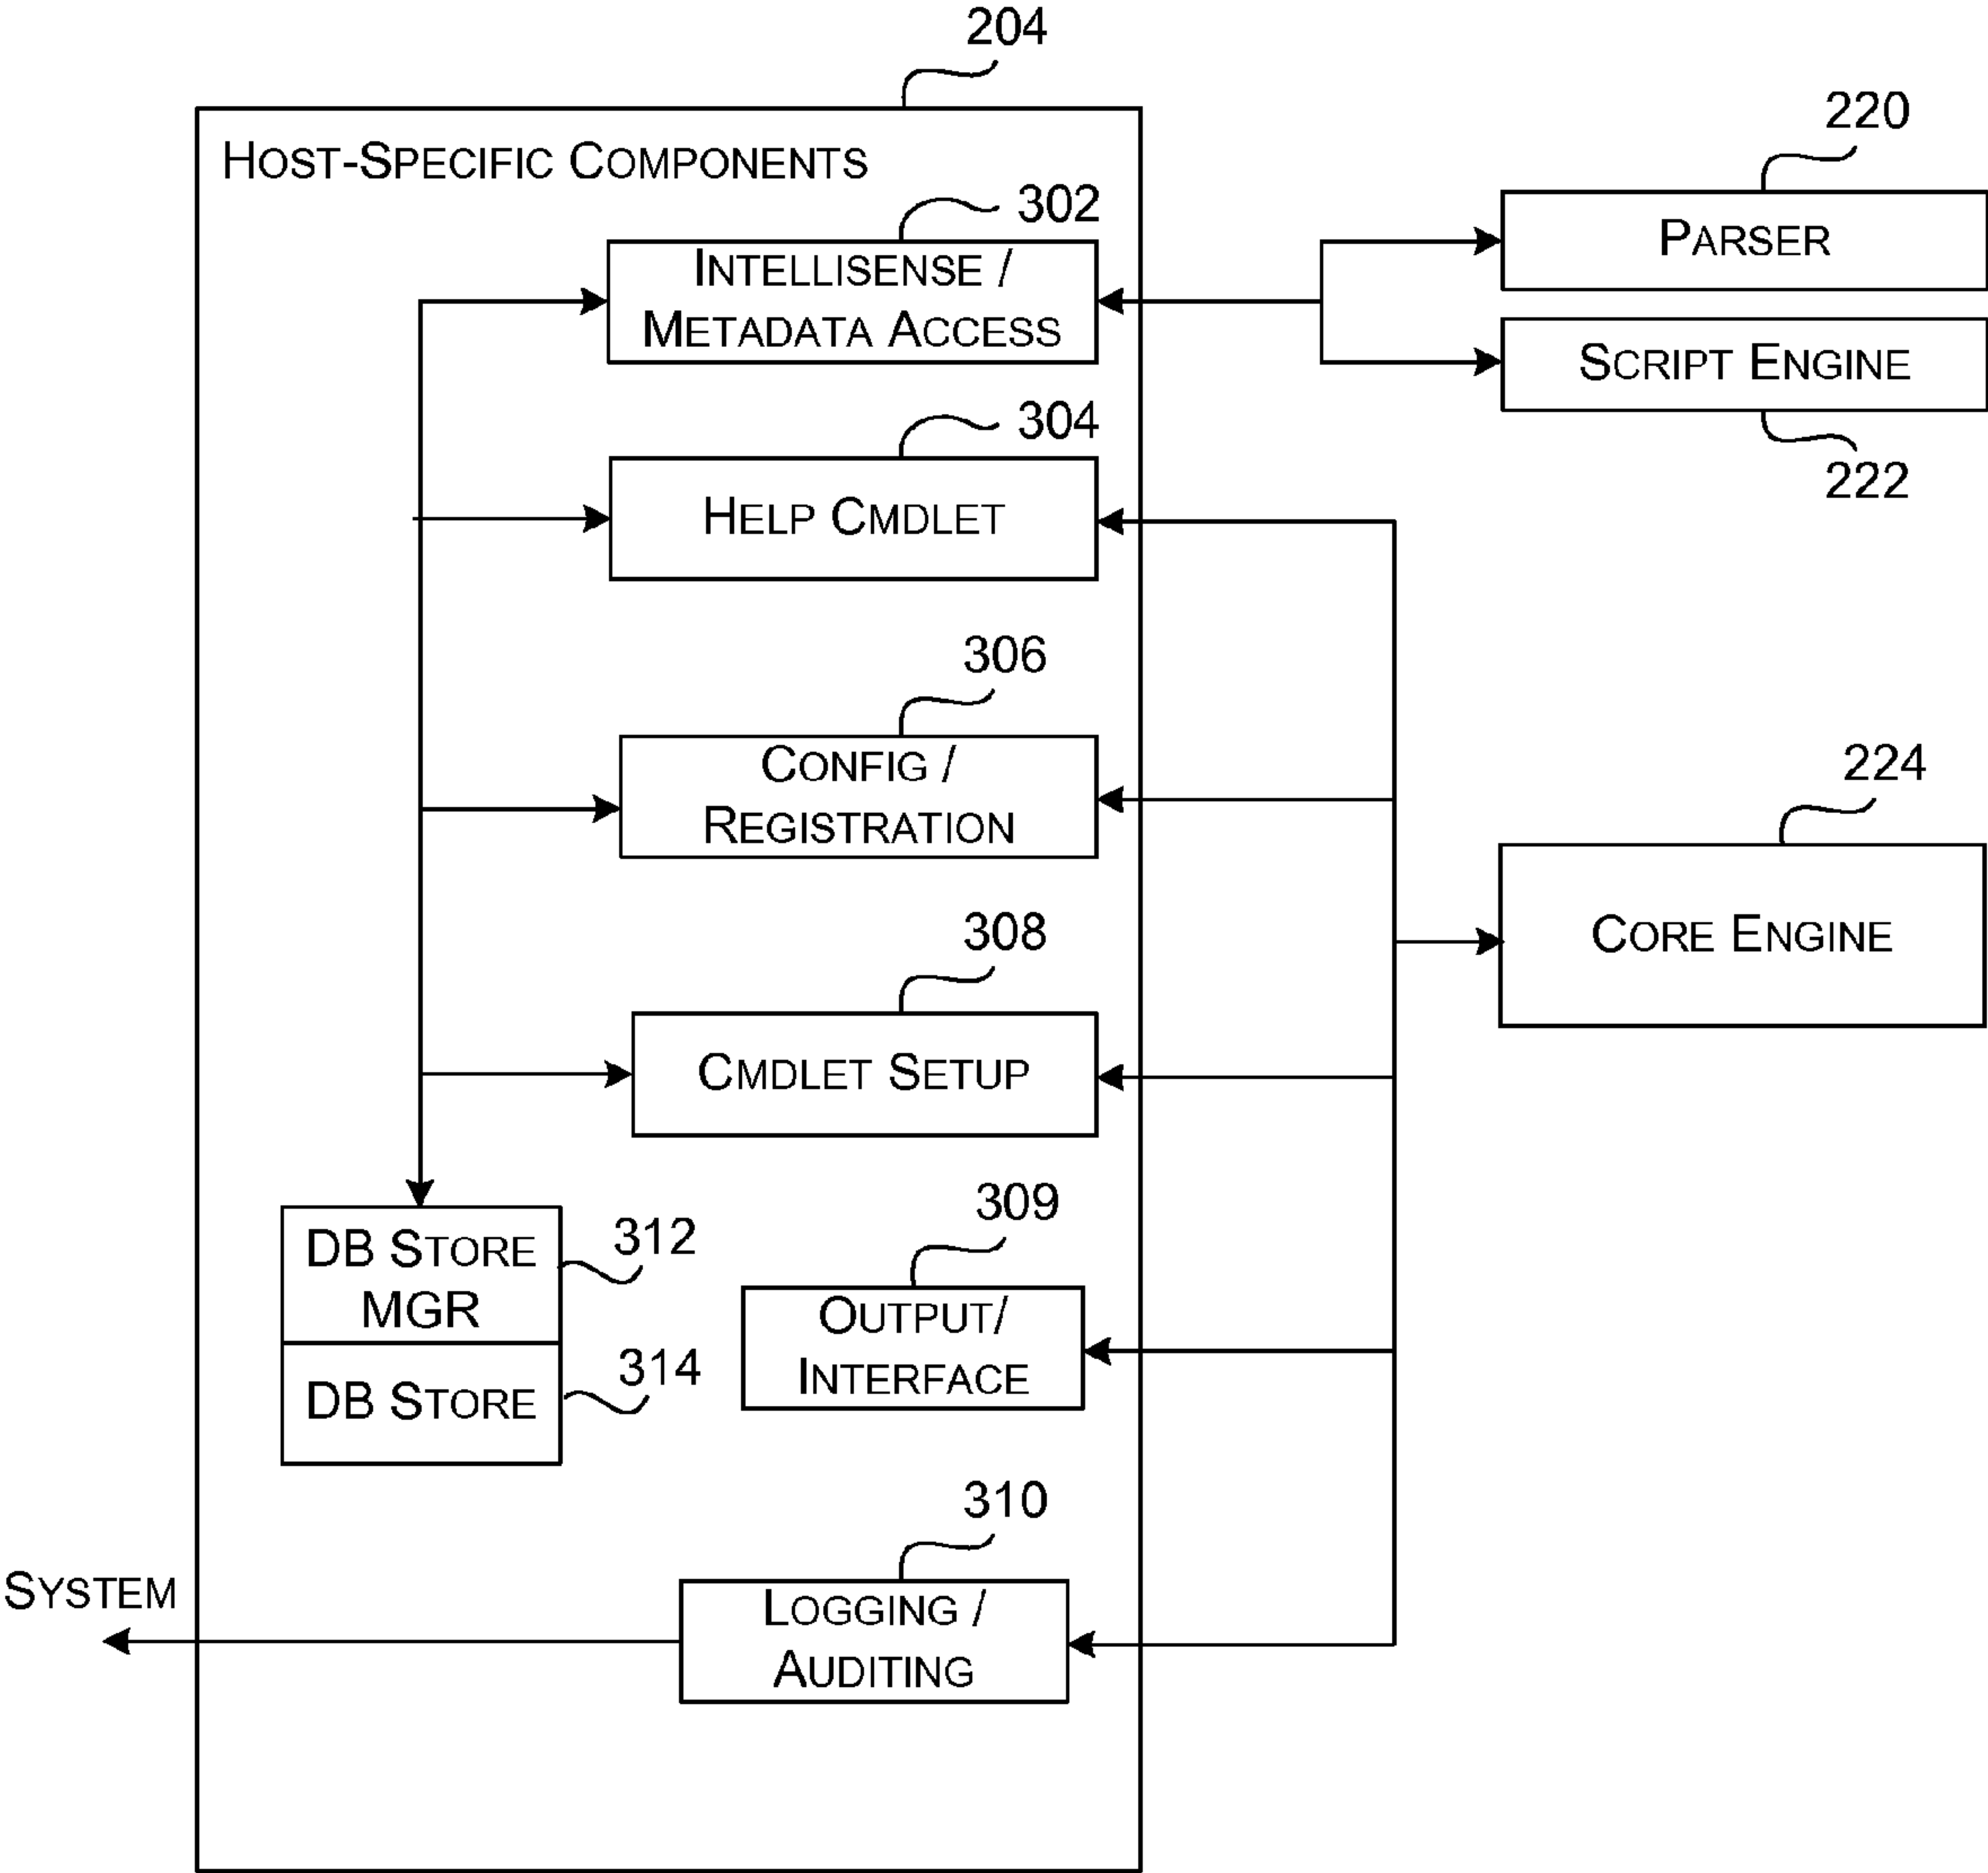 204
HOST-SPECIFIC COMPONENTS
220
PARSER
302
INTELLISENSE /
METADATA ACCESS
SCRIPT ENGINE
222
304
HELP CMDLET
306
CONFIG /
REGISTRATION
224
CORE ENGINE
308
CMDLET SETUP
312
DB STORE
MGR
314
DB STORE
309
OUTPUT/
INTERFACE
310
LOGGING /
AUDITING
SYSTEM